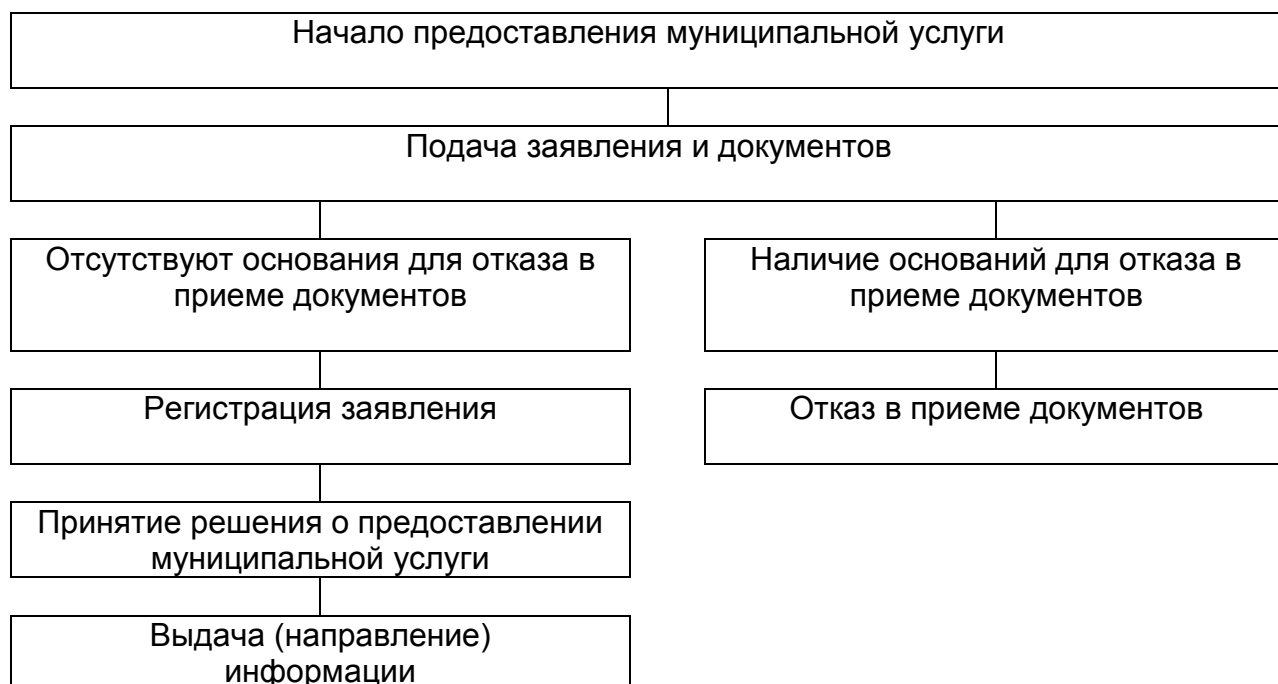 Начало предоставления муниципальной услуги
Подача заявления и документов
Отсутствуют основания для отказа в
приеме документов
Наличие оснований для отказа в
приеме документов
Регистрация заявления
Отказ в приеме документов
Принятие решения о предоставлении
муниципальной услуги
Выдача (направление)
информации